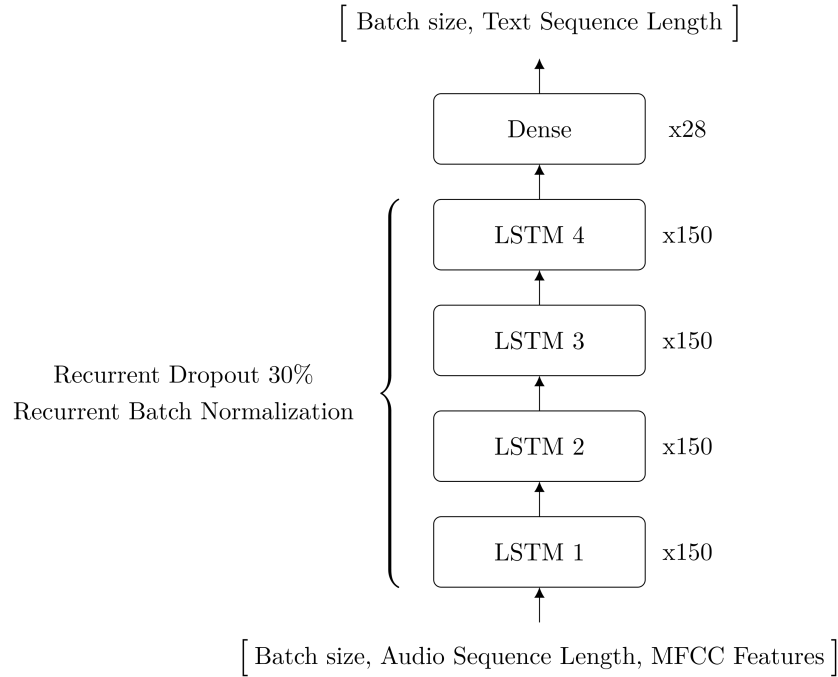 [ Batch size, Text Sequence Length ]
Dense x28
LSTM 4 x150
LSTM 3 x150
Recurrent Dropout 30%
Recurrent Batch Normalization
LSTM 2 x150
LSTM 1 x150
[ Batch size, Audio Sequence Length, MFCC Features ]